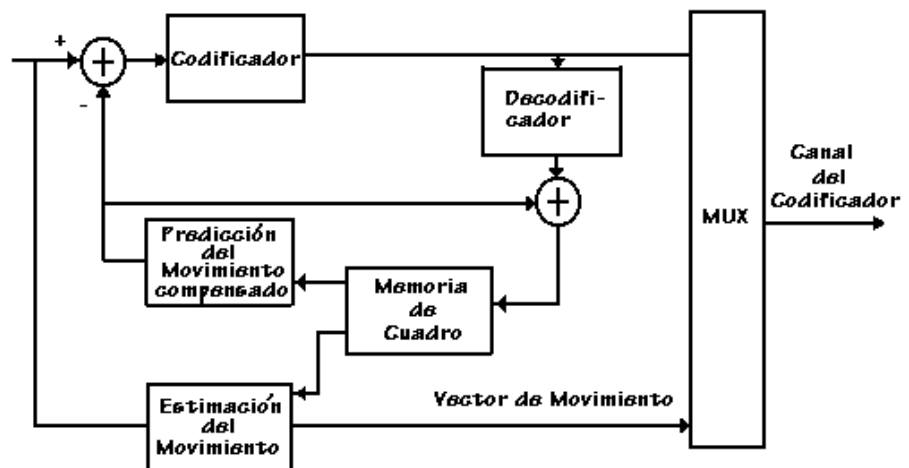 +
-
+
Codificador
Decodifi-
cador
+
Predicción
del
Movimiento
compensado
Memoria
de
Cuadro
Estimación
del
Movimiento
Vector de Movimiento
MUX
Canal
del
Codificador